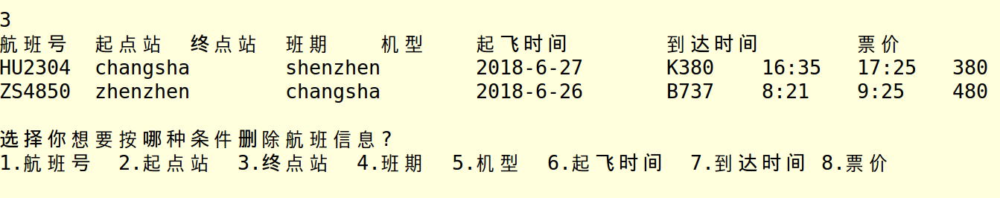 3
航班号 起点站 终点站 班期 机型 起飞时间 到达时间 票价
HU2304 changsha shenzhen 2018-6-27 K380 16:35 17:25 380
ZS4850 zhenzhen changsha 2018-6-26 B737 8:21 9:25 480
选择你想要按哪种条件删除航班信息?
1.航班号 2.起点站 3.终点站 4.班期 5.机型 6.起飞时间 7.到达时间 8.票价